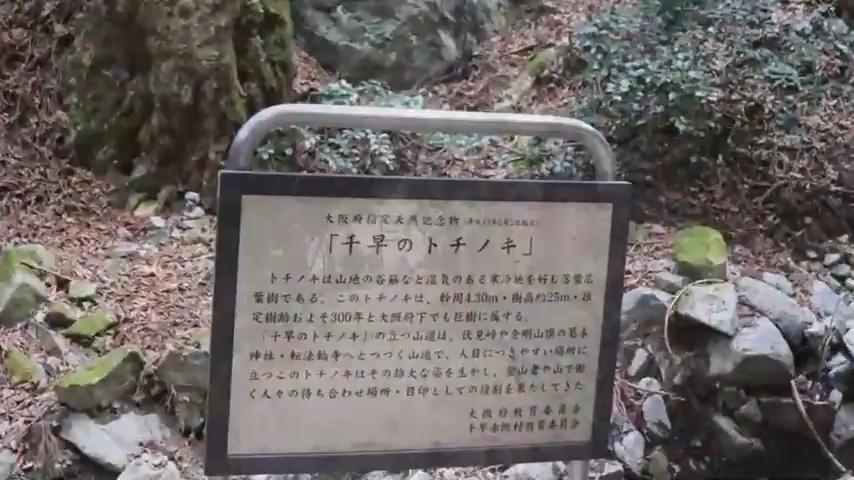 大阪府指定天然記念物
「千早のトチノキ」
トチノキは山地の谷筋など湿気のある寒冷地を好む落葉広
葉樹である。このトチノキは、幹周4.30m・樹高約25m・推
定樹齢およそ300年と大阪府下でも巨樹である。
「千早のトチノキ」の立つ山道は、伏見峠や金剛山頂の葛木
神社・転法輪寺へとつづく山道で、人目につきやすい場所に
立つこのトチノキはその雄大な姿を生かし、登山者や山で働
く人々の待ち合わせ場所・目印としての役割を果たしてきた
大阪府教育委員会
千早赤阪村教育委員会